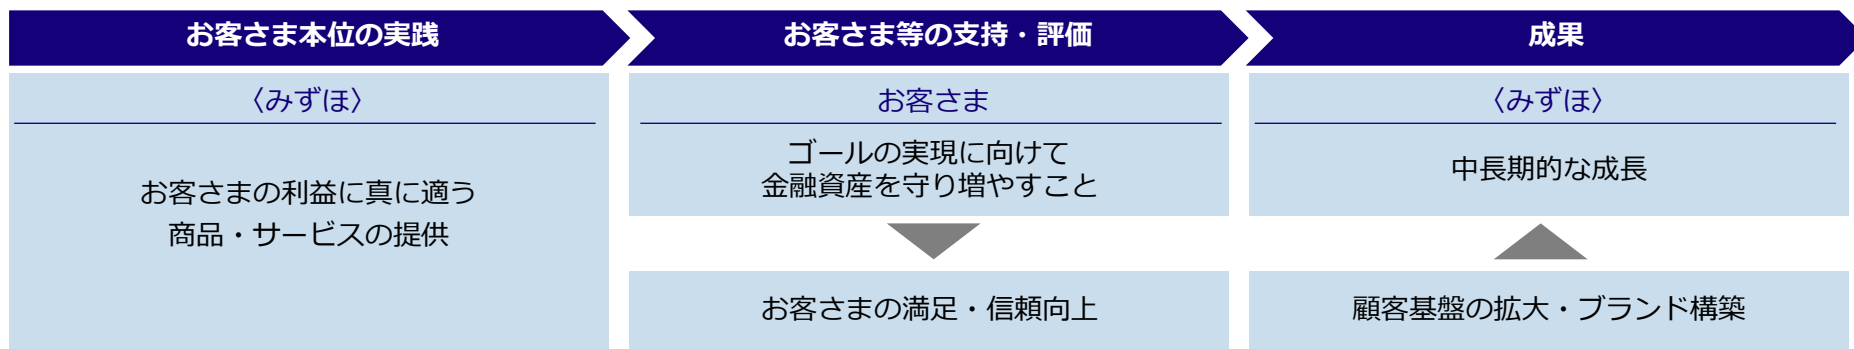 お客さま本位の実践
お客さま等の支持・評価
成果
〈みずほ〉
お客さまの利益に真に適う
商品・サービスの提供
お客さま
ゴールの実現に向けて
金融資産を守り増やすこと
お客さまの満足・信頼向上
〈みずほ〉
中長期的な成長
顧客基盤の拡大・ブランド構築